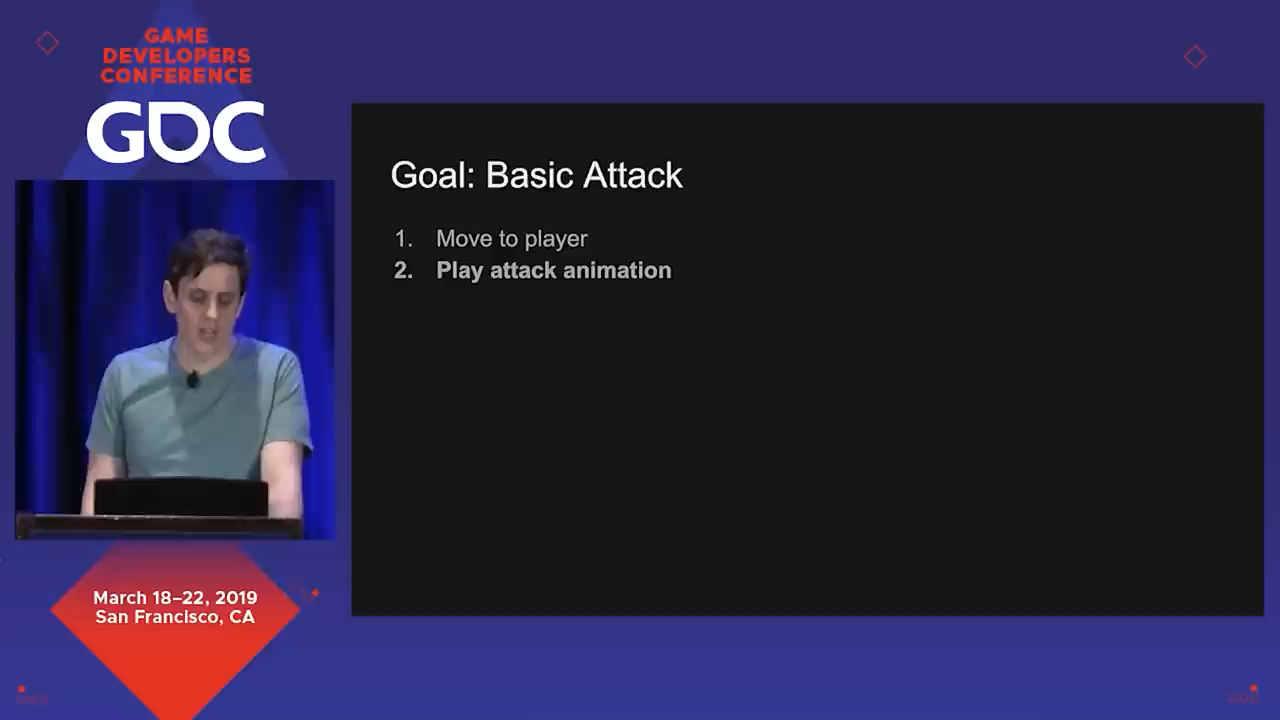 GAME
DEVELOPERS
CONFERENCE
GDC
Goal: Basic Attack
1. Move to player
2. Play attack animation
March 18–22, 2019
San Francisco, CA